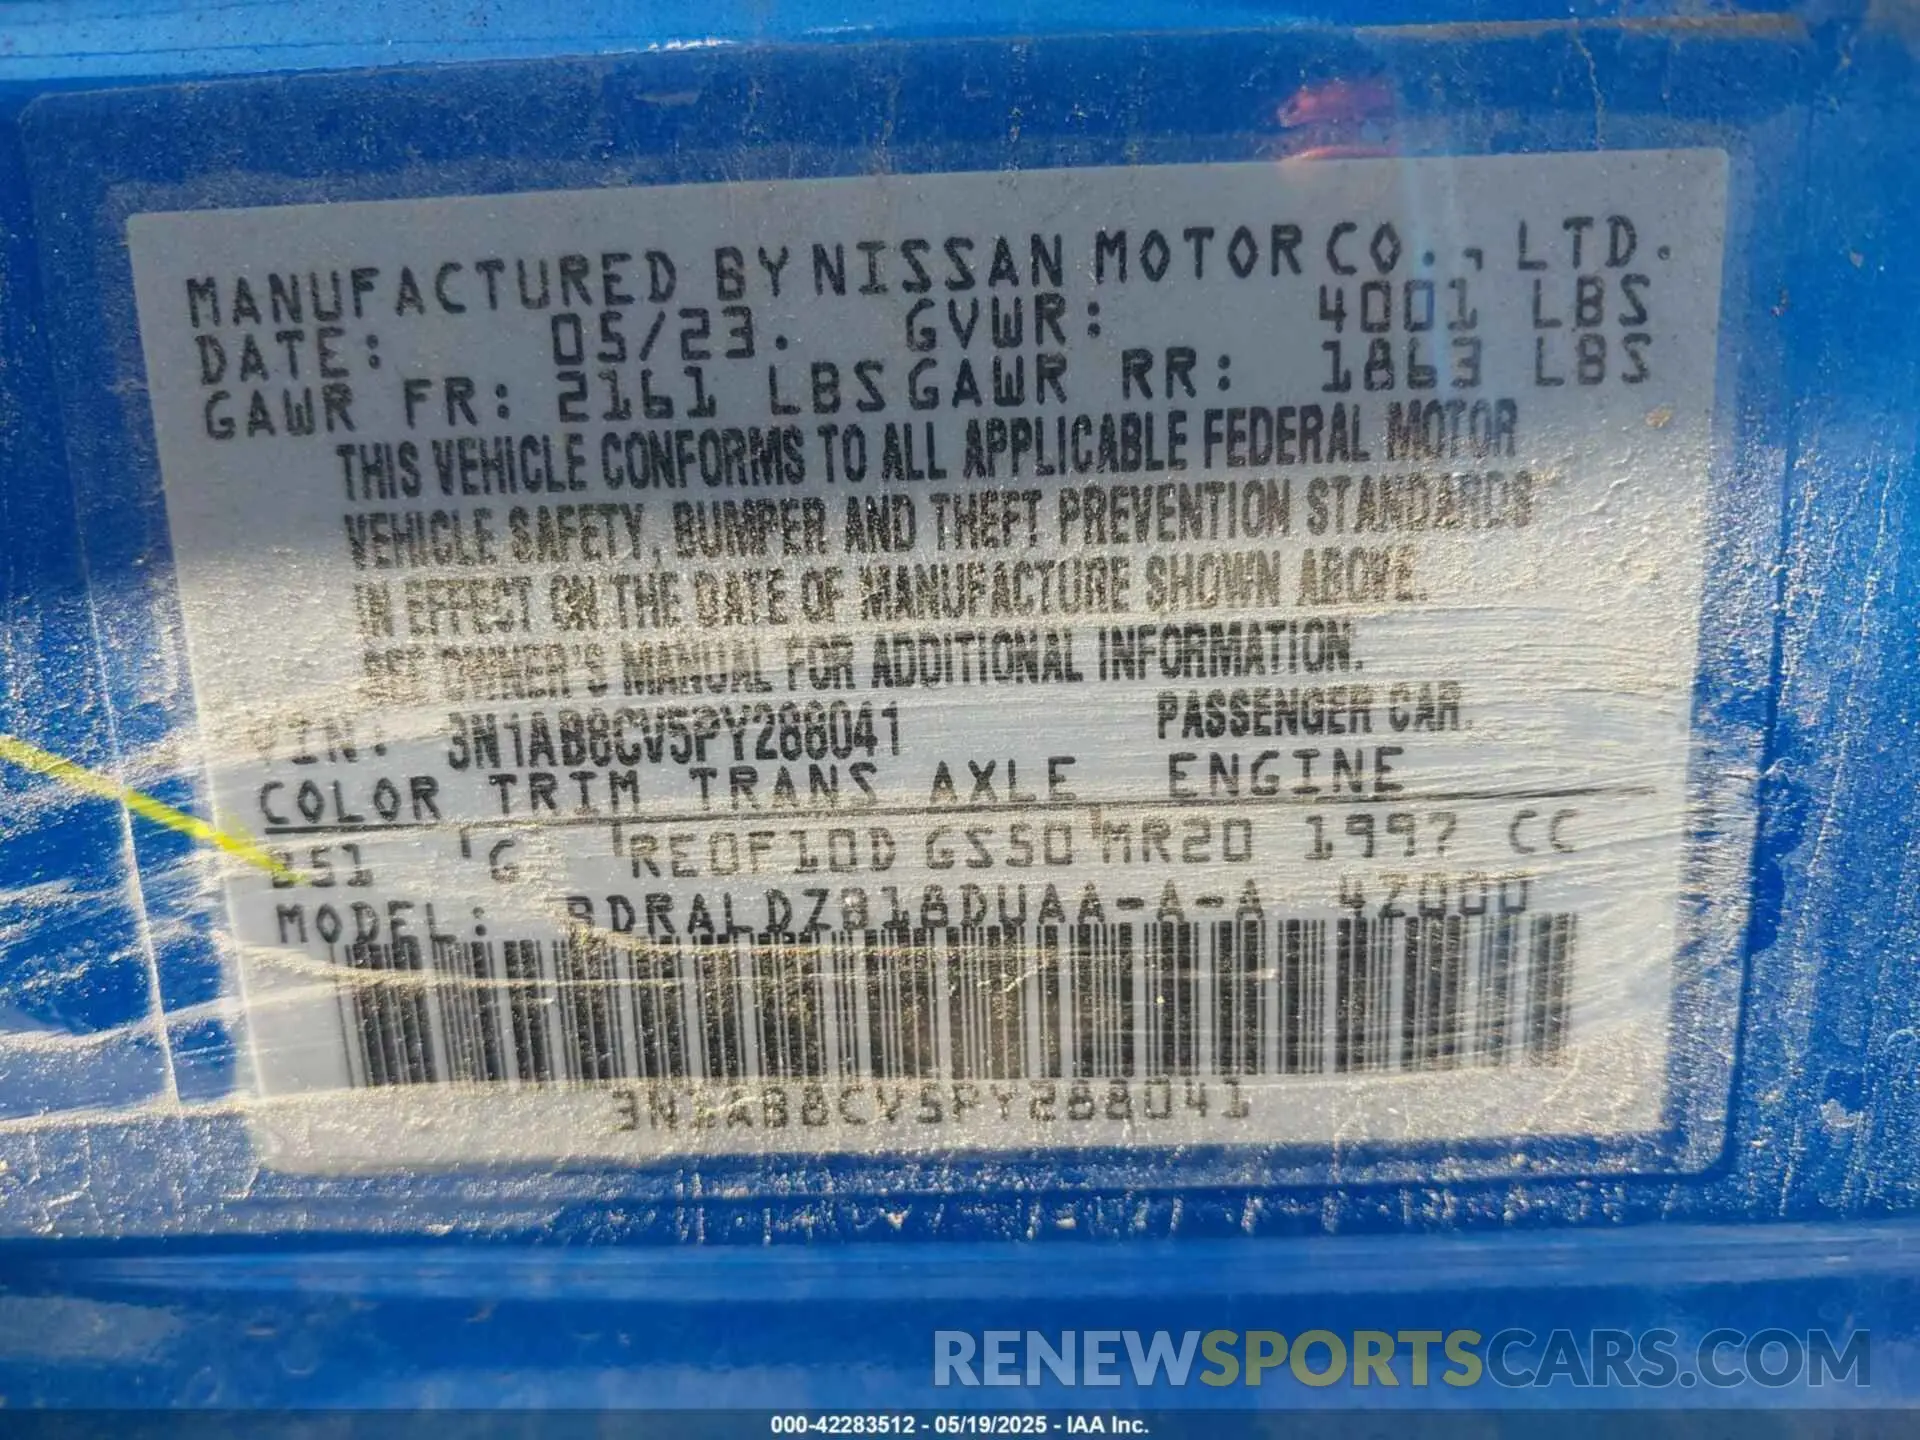 MANUFACTURED BY NISSAN MOTOR CO., LTD.
DATE: 05/23. GVWR: 4001 LBS
GAWR FR: 2161 LBS GAWR RR: 1863 LBS
THIS VEHICLE CONFORMS TO ALL APPLICABLE FEDERAL MOTOR
VEHICLE SAFETY, BUMPER AND THEFT PREVENTION STANDARDS
IN EFFECT ON THE DATE OF MANUFACTURE SHOWN ABOVE.
SEE OWNER'S MANUAL FOR ADDITIONAL INFORMATION.
VIN: 3N1AB8CV5PY288041 PASSENGER CAR.
COLOR TRIM TRANS AXLE ENGINE
B51 'G 'RE0F10D GS50 'MR20 1997 CC
MODEL: BDRALDZB18DUAA-A-A 47000
3N1AB8CV5PY288041
RENEWSPORTSCARS.COM
000-42283512 - 05/19/2025 - IAA Inc.